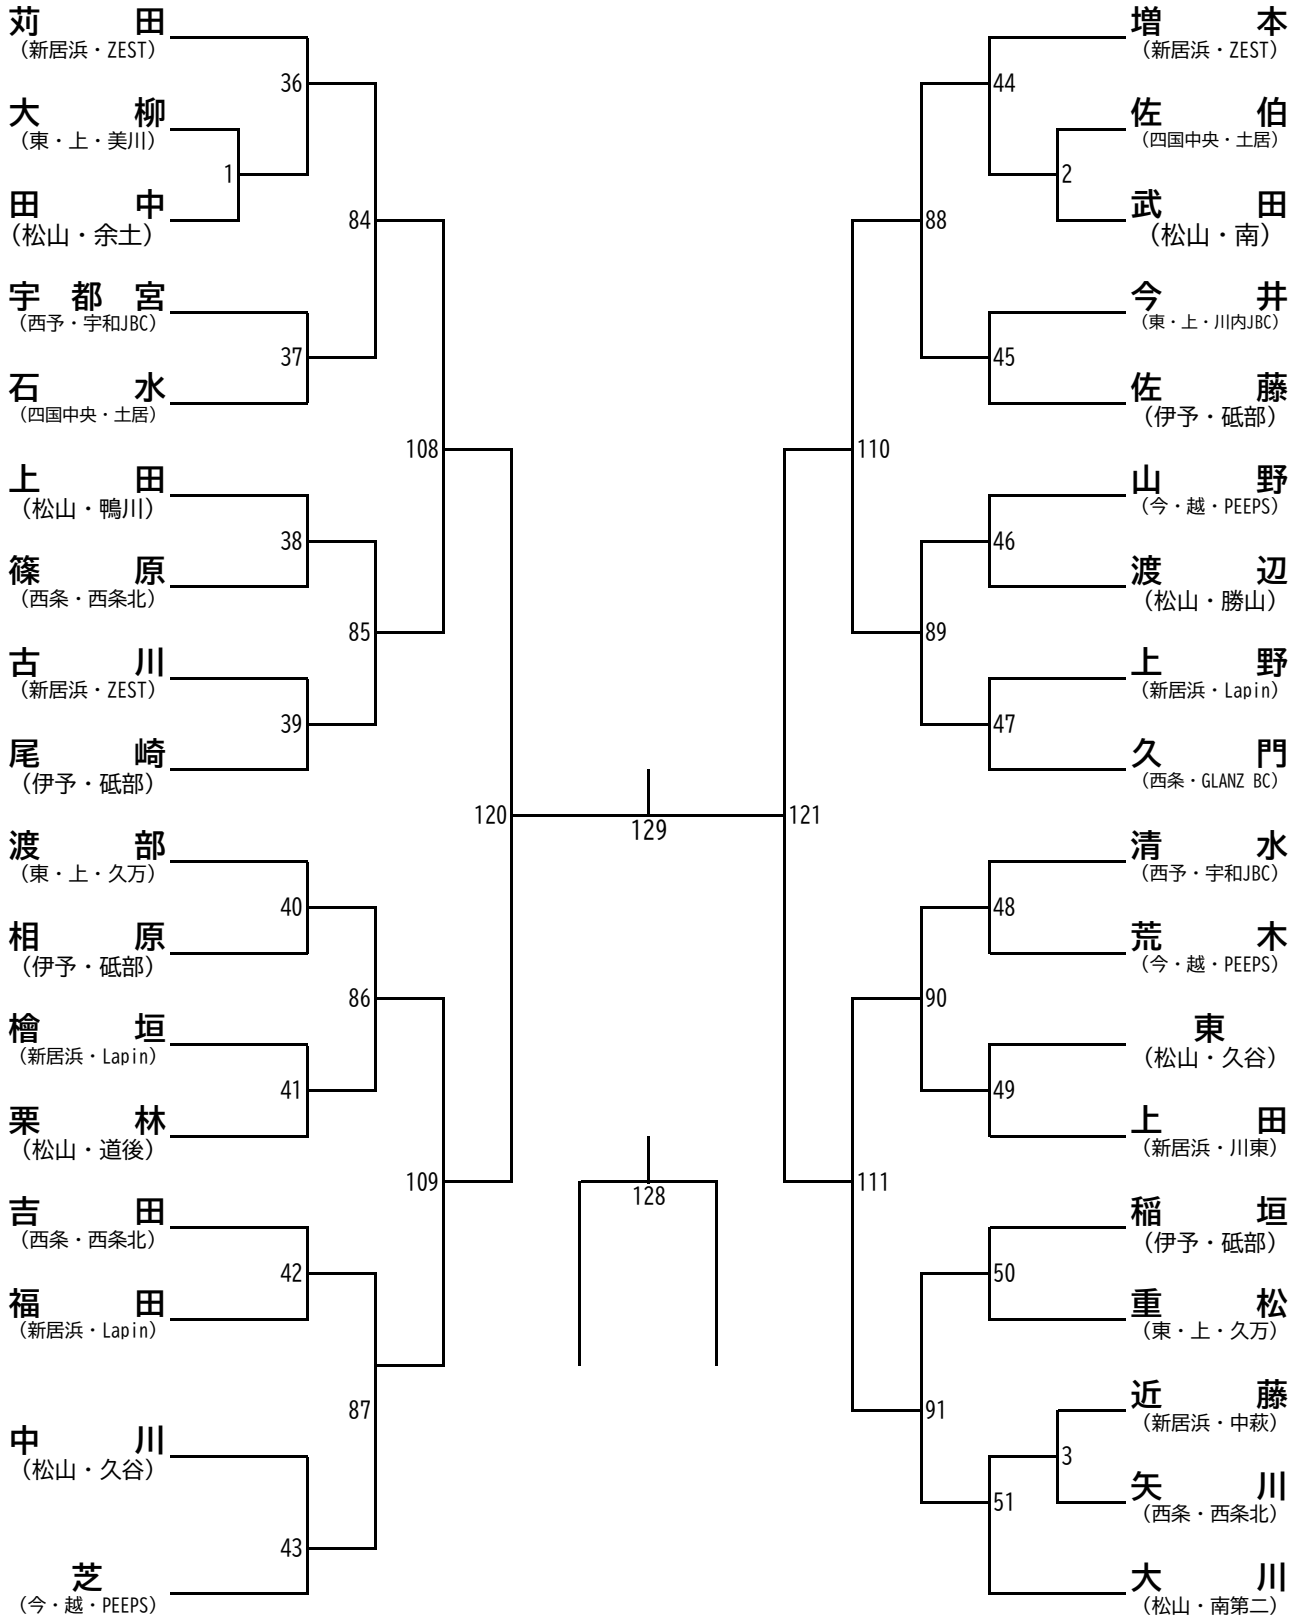 苅田
（新居浜・ZEST）
36
大柳
（東・上・美川）
1
田中
（松山・余土）
84
宇都宮
（西予・宇和JBC）
37
石水
（四国中央・土居）
108
上田
（松山・鴨川）
38
篠原
（西条・西条北）
85
古川
（新居浜・ZEST）
39
尾崎
（伊予・砥部）
120
渡部
（東・上・久万）
40
相原
（伊予・砥部）
86
檜垣
（新居浜・Lapin）
41
栗林
（松山・道後）
109
吉田
（西条・西条北）
42
福田
（新居浜・Lapin）
87
中川
（松山・久谷）
43
芝
（今・越・PEEPS）
129
128
増本
（新居浜・ZEST）
44
佐伯
（四国中央・土居）
2
武田
（松山・南）
88
今井
（東・上・川内JBC）
45
佐藤
（伊予・砥部）
110
山野
（今・越・PEEPS）
46
渡辺
（松山・勝山）
89
上野
（新居浜・Lapin）
47
久門
（西条・GLANZ BC）
121
清水
（西予・宇和JBC）
48
荒木
（今・越・PEEPS）
90
東
（松山・久谷）
49
上田
（新居浜・川東）
111
稲垣
（伊予・砥部）
50
重松
（東・上・久万）
91
近藤
（新居浜・中萩）
3
矢川
（西条・西条北）
51
大川
（松山・南第二）